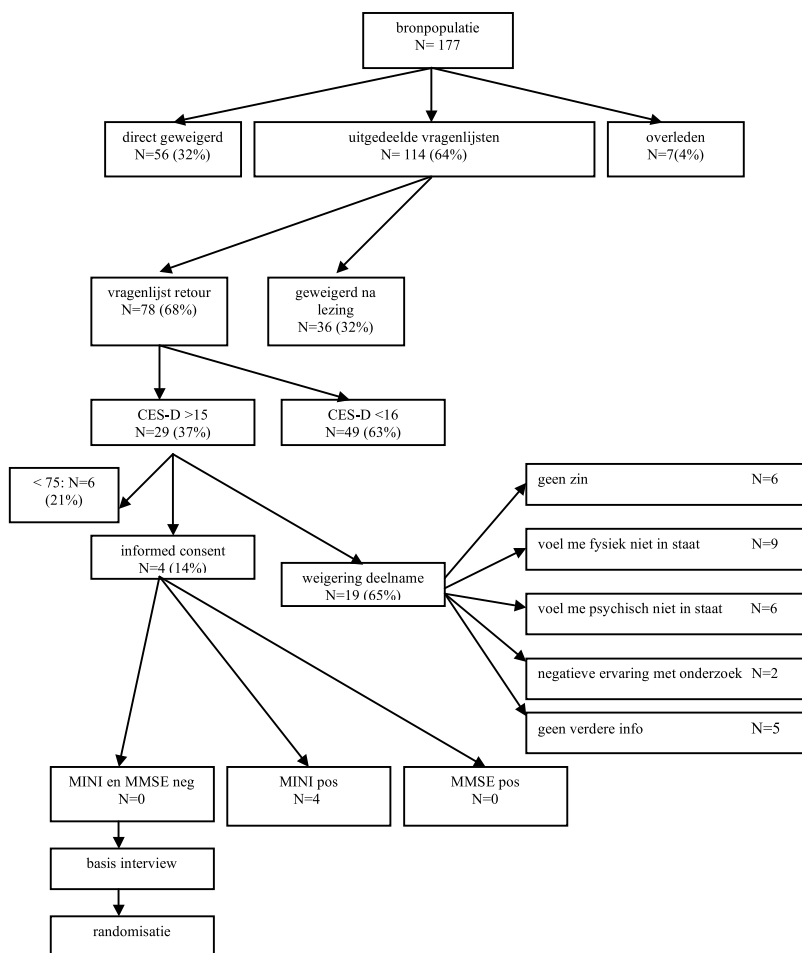 bronpopulatie
N= 177
direct geweigerd
N=56 (32%)
uitgedeelde vragenlijsten
N= 114 (64%)
overleden
N=7(4%)
vragenlijst retour
N=78 (68%)
geweigerd na
lezing
N=36 (32%)
CES-D >15
N=29 (37%)
CES-D <16
N=49 (63%)
< 75: N=6
(21%)
informed consent
N=4 (14%)
weigering deelname
N=19 (65%)
geen zin N=6
voel me fysiek niet in staat N=9
voel me psychisch niet in staat N=6
negatieve ervaring met onderzoek N=2
geen verdere info N=5
MINI en MMSE neg
N=0
MINI pos
N=4
MMSE pos
N=0
basis interview
randomisatie